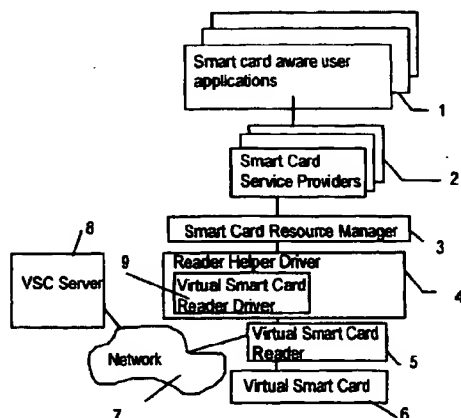 Smart card aware user
applications
1
Smart Card
Service Providers
2
Smart Card Resource Manager
3
8
VSC Server
9
Reader Helper Driver
Virtual Smart Card
Reader Driver
4
Network
7
Virtual Smart Card
Reader
5
Virtual Smart Card
6